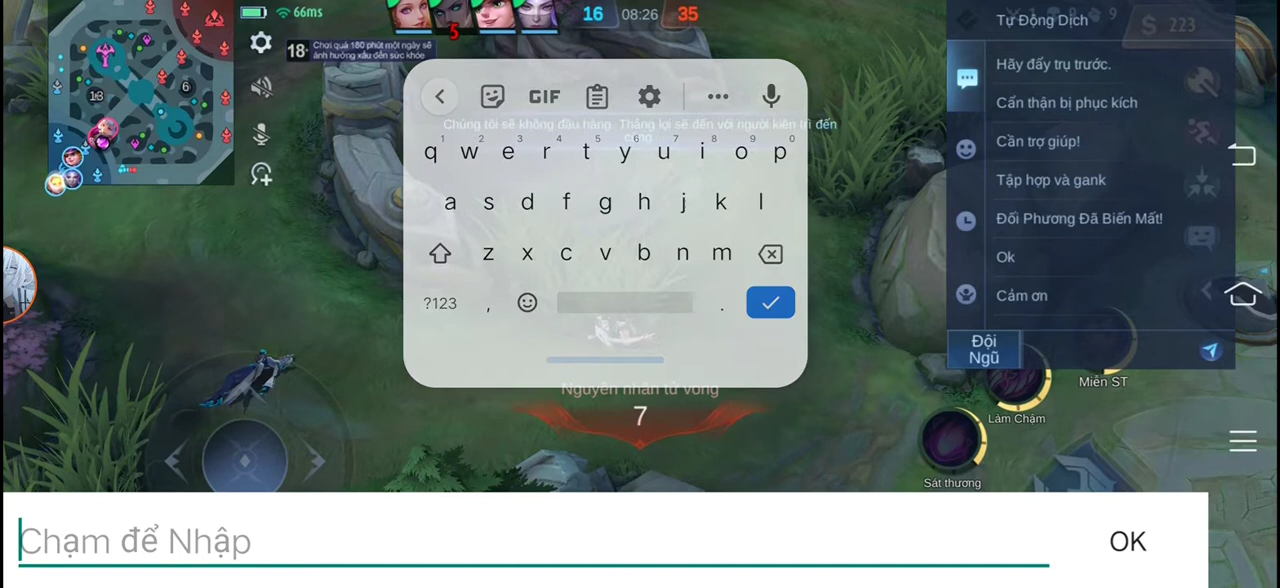 66ms
16 08:26 35
5
18+ Chơi quá 180 phút một ngày sẽ
ảnh hưởng xấu đến sức khỏe
6
GIF
Chúng tôi sẽ không đầu hàng. Thắng lợi sẽ đến với người kiên trì đến
1 2 3 4 5 6 7 8 9 0
q w e r t y u i o p
a s d f g h j k l
z x c v b n m
?123 , .
Nguyên nhân tử vong
7
Tự Động Dịch
9
$ 223
Hãy đẩy trụ trước.
Cẩn thận bị phục kích
Cần trợ giúp!
Tập hợp và gank
Đối Phương Đã Biến Mất!
Ok
Cảm ơn
Đội
Ngũ
Miễn ST
Làm Chậm
Sát thương
Chạm để Nhập
OK